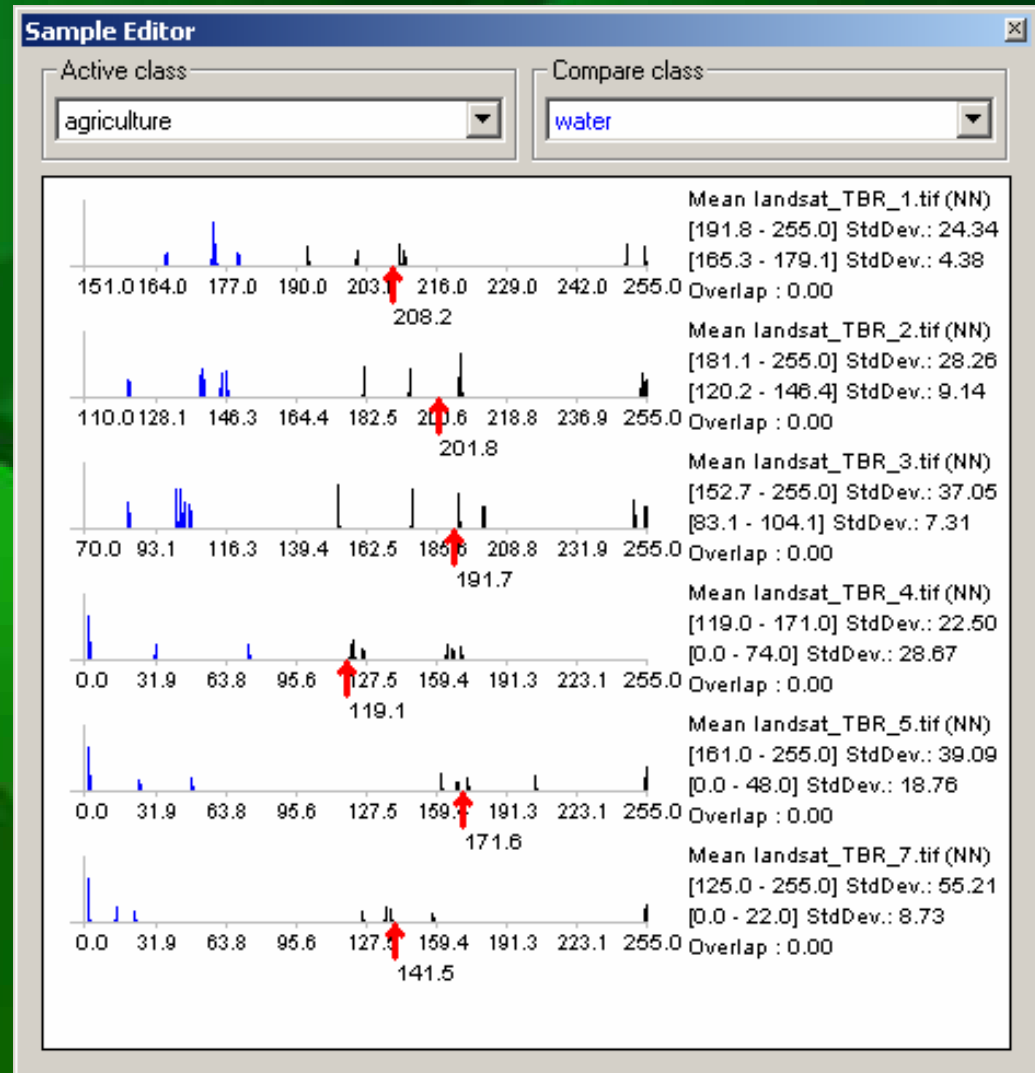 Sample Editor
Active class
Compare class
agriculture
water
Mean landsat_TBR_1.tif (NN)
[191.8 - 255.0] StdDev.: 24.34
[165.3 - 179.1] StdDev.: 4.38
151.0 164.0 177.0 190.0 203. 216.0 229.0 242.0 255.0 Overlap : 0.00
208.2
Mean landsat_TBR_2.tif (NN)
[181.1 - 255.0] StdDev.: 28.26
[120.2 - 146.4] StdDev.: 9.14
110.0 128.1 146.3 164.4 182.5 200.6 218.8 236.9 255.0 Overlap : 0.00
201.8
Mean landsat_TBR_3.tif (NN)
[152.7 - 255.0] StdDev.: 37.05
[83.1 - 104.1] StdDev.: 7.31
70.0 93.1 116.3 139.4 162.5 185.6 208.8 231.9 255.0 Overlap : 0.00
191.7
Mean landsat_TBR_4.tif (NN)
[119.0 - 171.0] StdDev.: 22.50
[0.0 - 74.0] StdDev.: 28.67
0.0 31.9 63.8 95.6 127.5 159.4 191.3 223.1 255.0 Overlap : 0.00
119.1
Mean landsat_TBR_5.tif (NN)
[161.0 - 255.0] StdDev.: 39.09
[0.0 - 48.0] StdDev.: 18.76
0.0 31.9 63.8 95.6 127.5 159.4 191.3 223.1 255.0 Overlap : 0.00
171.6
Mean landsat_TBR_7.tif (NN)
[125.0 - 255.0] StdDev.: 55.21
[0.0 - 22.0] StdDev.: 8.73
0.0 31.9 63.8 95.6 127.5 159.4 191.3 223.1 255.0 Overlap : 0.00
141.5